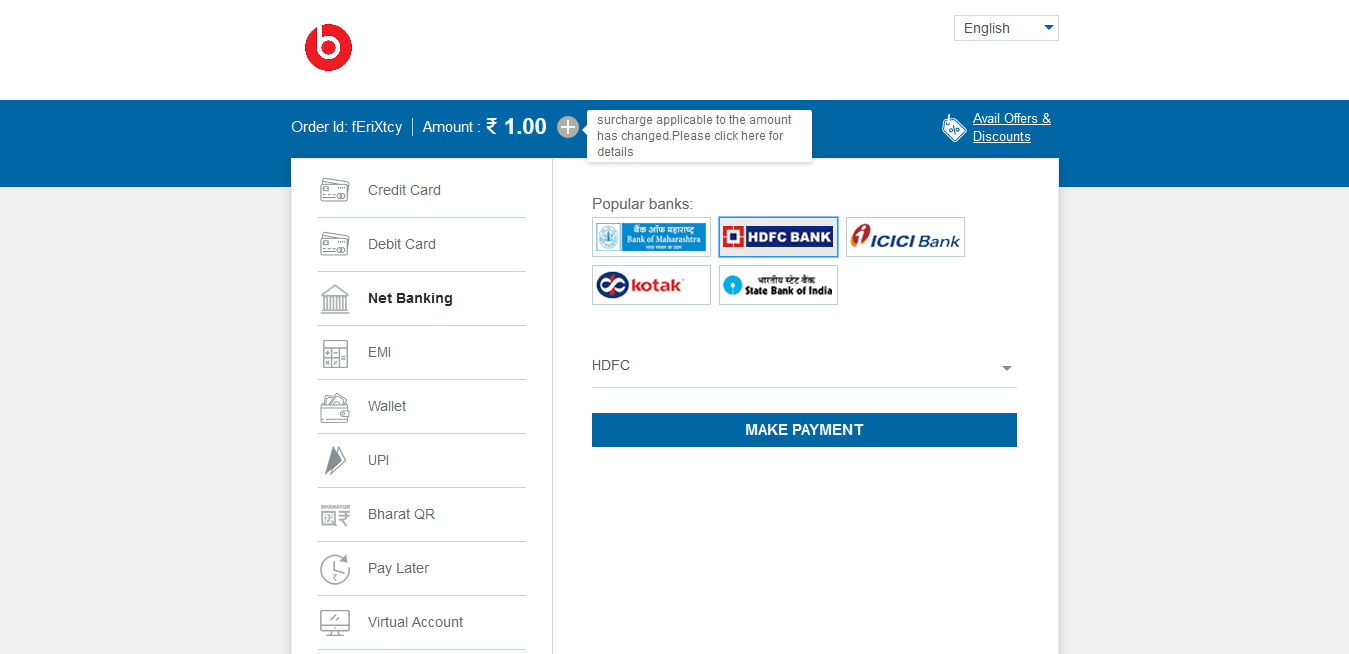 English
Order Id: fEriXtcy | Amount : ₹ 1.00
surcharge applicable to the amount
has changed.Please click here for
details
Avail Offers &
Discounts
Credit Card
Debit Card
Net Banking
EMI
Wallet
UPI
BHARATQR
Bharat QR
Pay Later
Virtual Account
Popular banks:
बैंक ऑफ महाराष्ट्र
Bank of Maharashtra
HDFC BANK
ICICI Bank
kotak
भारतीय स्टेट बैंक
State Bank of India
HDFC
MAKE PAYMENT